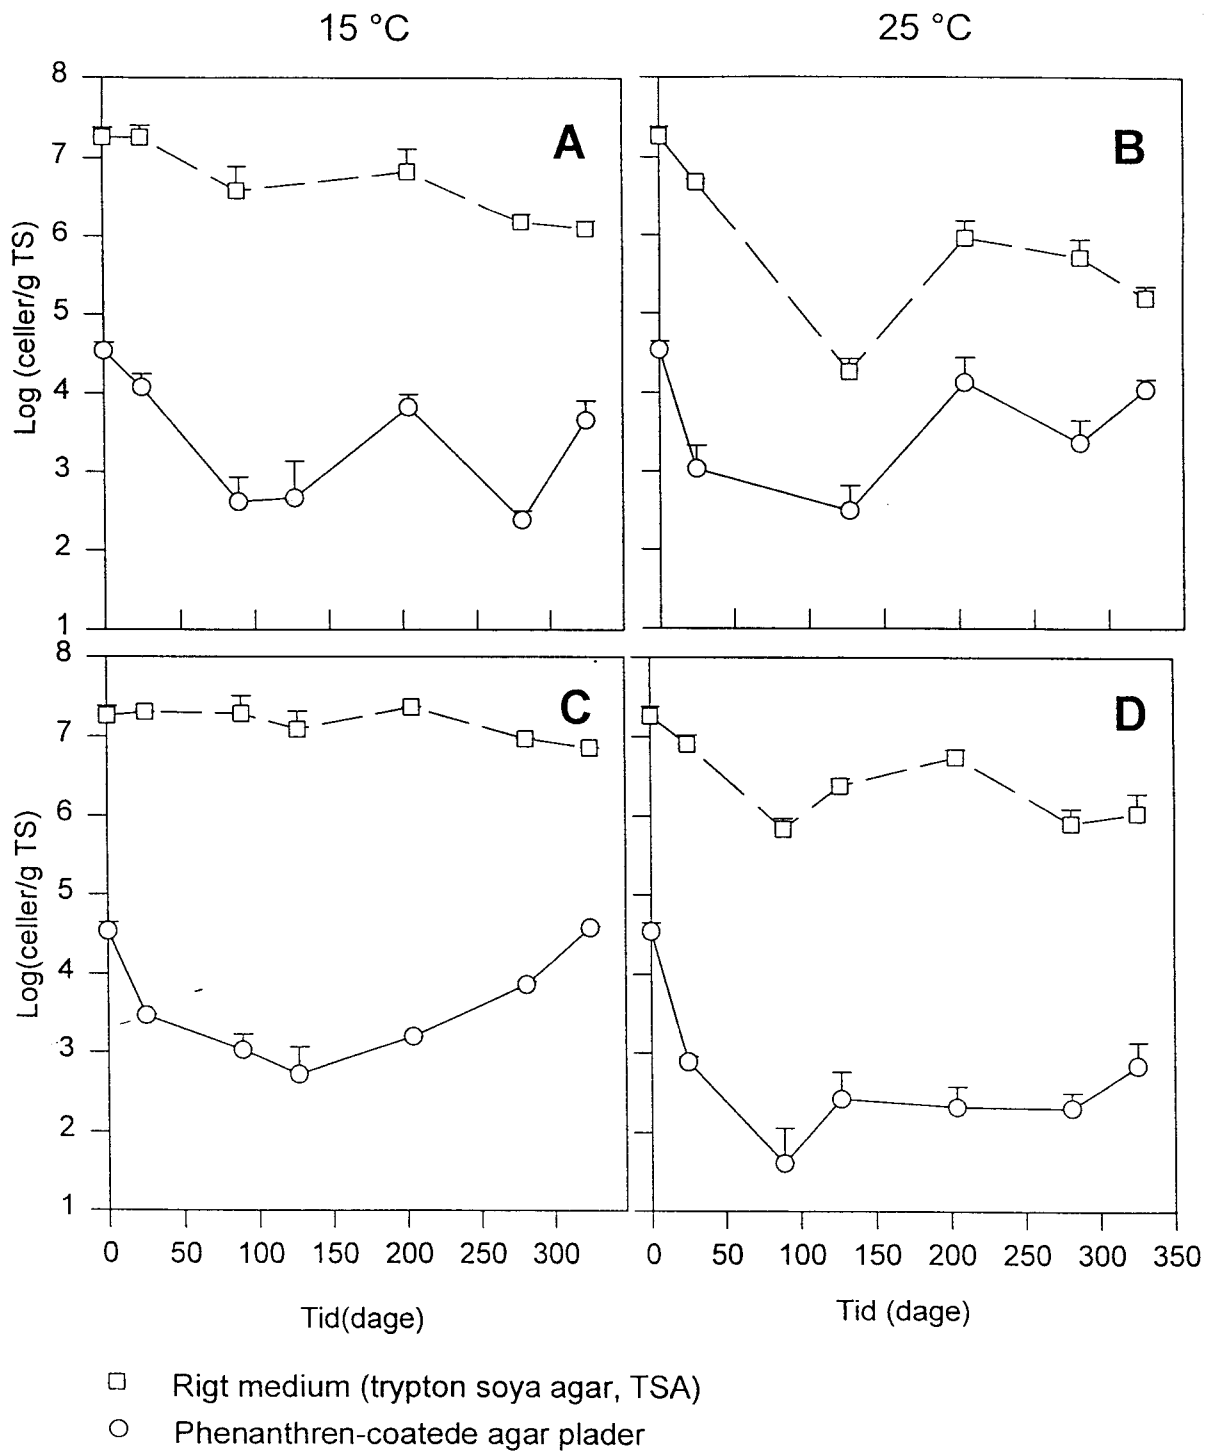 15 °C
25 °C
8
7
6
5
4
3
2
1
Log (celler/g TS)
A
B
8
7
6
5
4
3
2
1
Log(celler/g TS)
C
D
0 50 100 150 200 250 300
0 50 100 150 200 250 300 350
Tid(dage)
Tid (dage)
Rigt medium (trypton soya agar, TSA)
Phenanthren-coatede agar plader